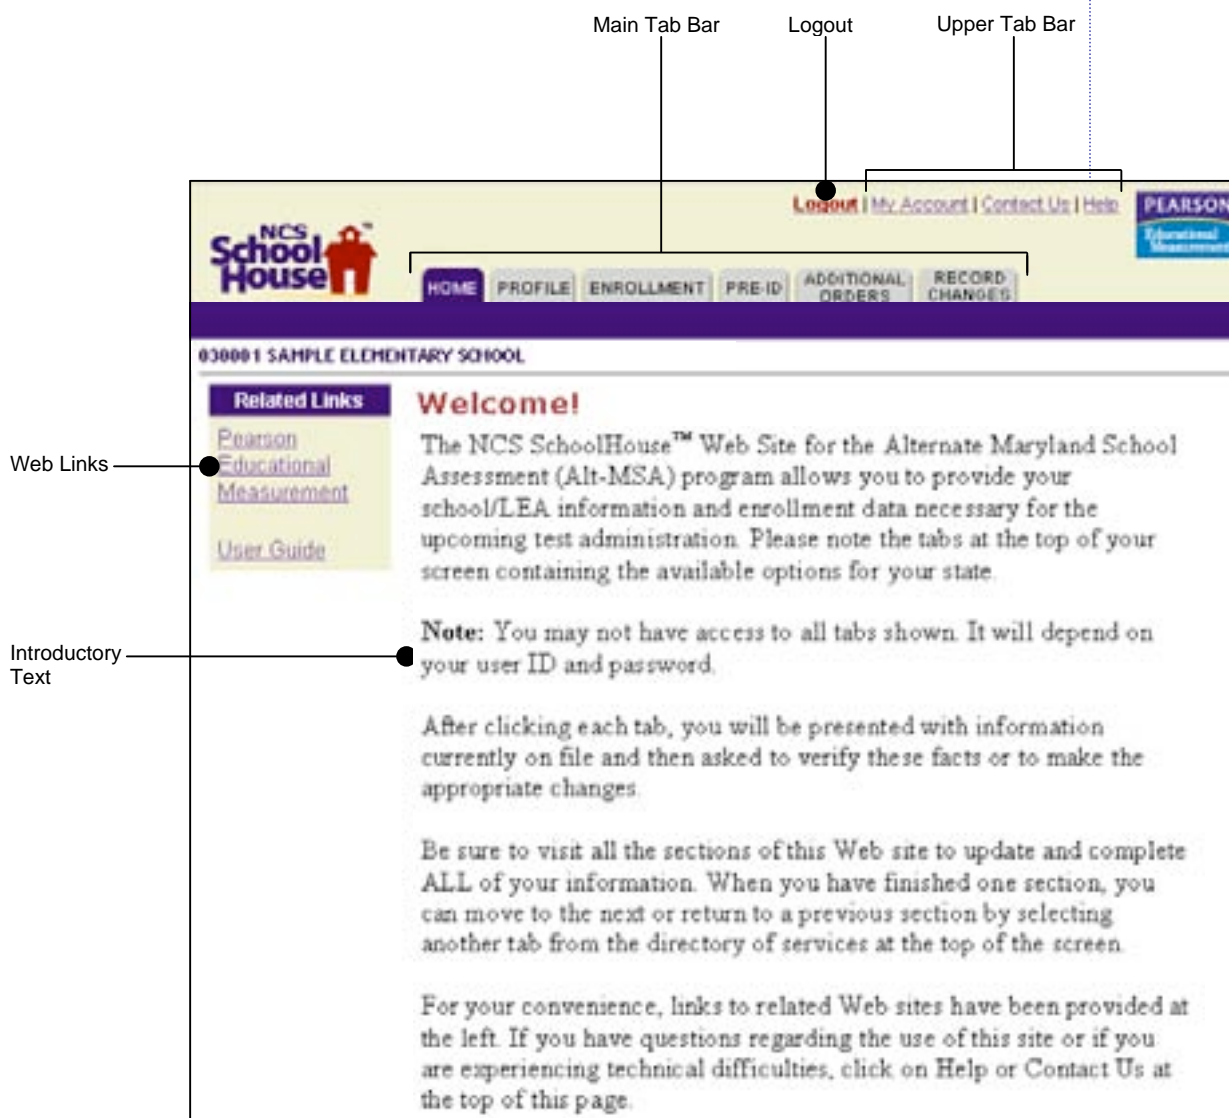 Main Tab Bar Logout Upper Tab Bar
Logout | My Account | Contact Us | Help
PEARSON
Educational
Measurement
NCS
School
House™
HOME PROFILE ENROLLMENT PRE-ID ADDITIONAL ORDERS RECORD CHANGES
030001 SAMPLE ELEMENTARY SCHOOL
Related Links
Pearson
Educational
Measurement
User Guide
Web Links
Welcome!
The NCS SchoolHouse™ Web Site for the Alternate Maryland School
Assessment (Alt-MSA) program allows you to provide your
school/LEA information and enrollment data necessary for the
upcoming test administration. Please note the tabs at the top of your
screen containing the available options for your state.
Introductory
Text
Note: You may not have access to all tabs shown. It will depend on
your user ID and password.
After clicking each tab, you will be presented with information
currently on file and then asked to verify these facts or to make the
appropriate changes.
Be sure to visit all the sections of this Web site to update and complete
ALL of your information. When you have finished one section, you
can move to the next or return to a previous section by selecting
another tab from the directory of services at the top of the screen.
For your convenience, links to related Web sites have been provided at
the left. If you have questions regarding the use of this site or if you
are experiencing technical difficulties, click on Help or Contact Us at
the top of this page.